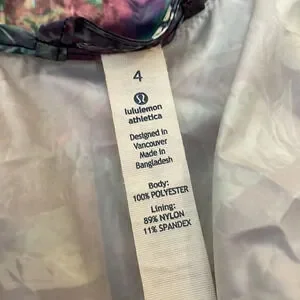 4
lululemon
athletica
Designed in
Vancouver
Made in
Bangladesh
Body:
100% POLYESTER
Lining:
89% NYLON
11% SPANDEX